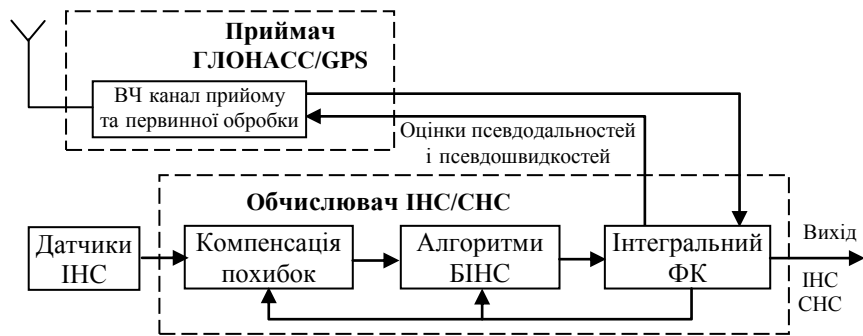 Приймач
ГЛОНАСС/GPS
ВЧ канал прийому
та первинної обробки
Оцінки псевдодальностей
і псевдошвидкостей
Обчислювач ІНС/СНС
Датчики
ІНС
Компенсація
похибок
Алгоритми
БІНС
Інтегральний
ФК
Вихід
ІНС
СНС